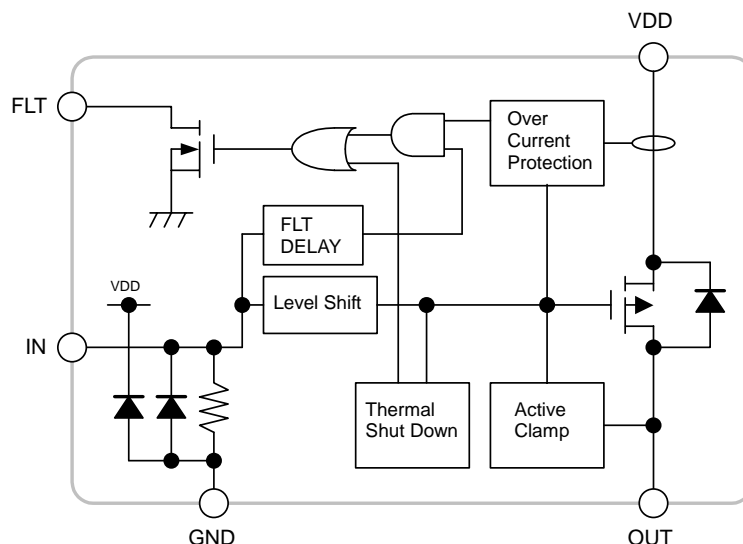 VDD
FLT
Over
Current
Protection
FLT
DELAY
VDD
Level Shift
IN
Thermal
Shut Down
Active
Clamp
GND
OUT